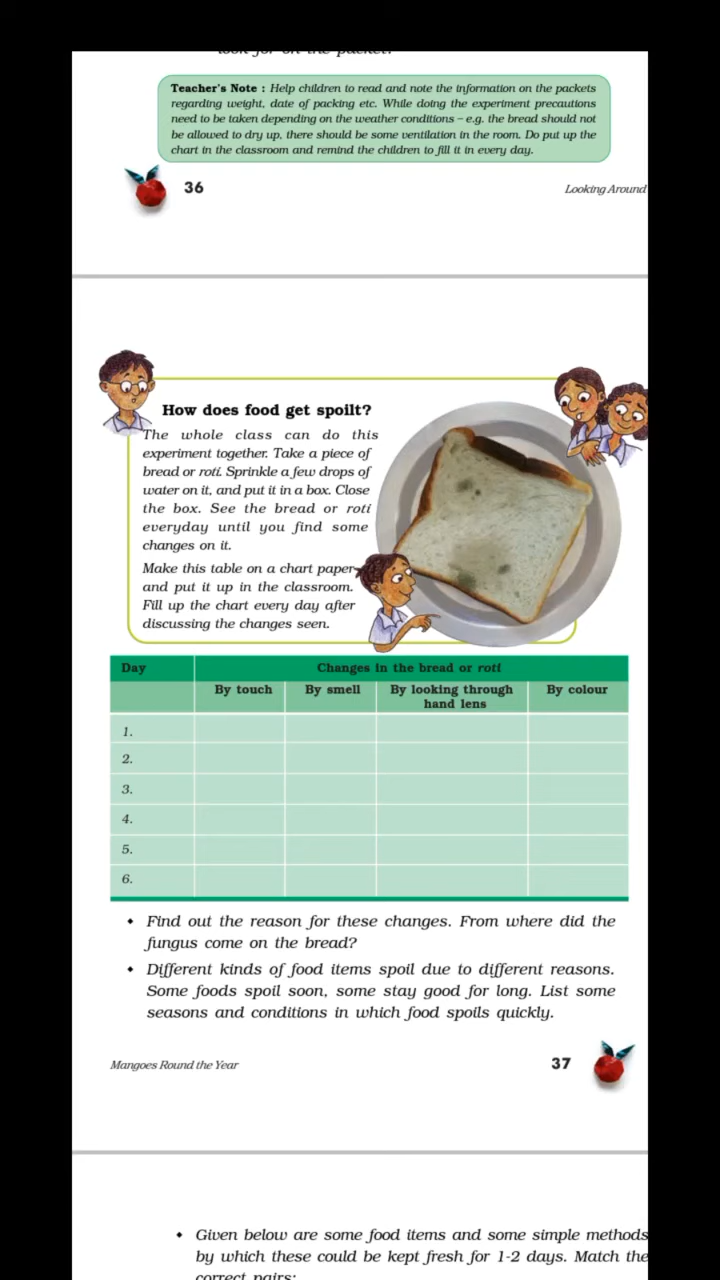 Teacher's Note : Help children to read and note the information on the packets
regarding weight, date of packing etc. While doing the experiment precautions
need to be taken depending on the weather conditions – e.g. the bread should not
be allowed to dry up, there should be some ventilation in the room. Do put up the
chart in the classroom and remind the children to fill it in every day.
36
Looking Around
How does food get spoilt?
The whole class can do this
experiment together. Take a piece of
bread or roti. Sprinkle a few drops of
water on it, and put it in a box. Close
the box. See the bread or roti
everyday until you find some
changes on it.
Make this table on a chart paper
and put it up in the classroom.
Fill up the chart every day after
discussing the changes seen.
Day Changes in the bread or roti
By touch By smell By looking through hand lens By colour
1.
2.
3.
4.
5.
6.
• Find out the reason for these changes. From where did the
fungus come on the bread?
• Different kinds of food items spoil due to different reasons.
Some foods spoil soon, some stay good for long. List some
seasons and conditions in which food spoils quickly.
Mangoes Round the Year
37
• Given below are some food items and some simple methods
by which these could be kept fresh for 1-2 days. Match the
correct pairs: